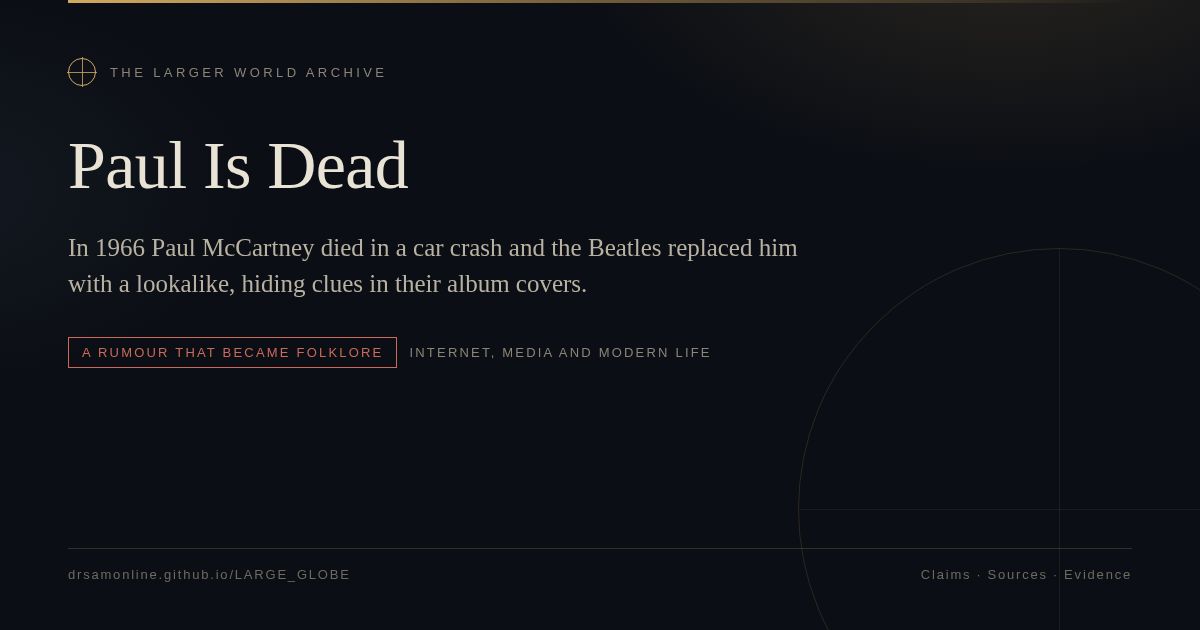 THE LARGER WORLD ARCHIVE
Paul Is Dead
In 1966 Paul McCartney died in a car crash and the Beatles replaced him
with a lookalike, hiding clues in their album covers.
A RUMOUR THAT BECAME FOLKLORE
INTERNET, MEDIA AND MODERN LIFE
drsamonline.github.io/LARGE_GLOBE
Claims · Sources · Evidence